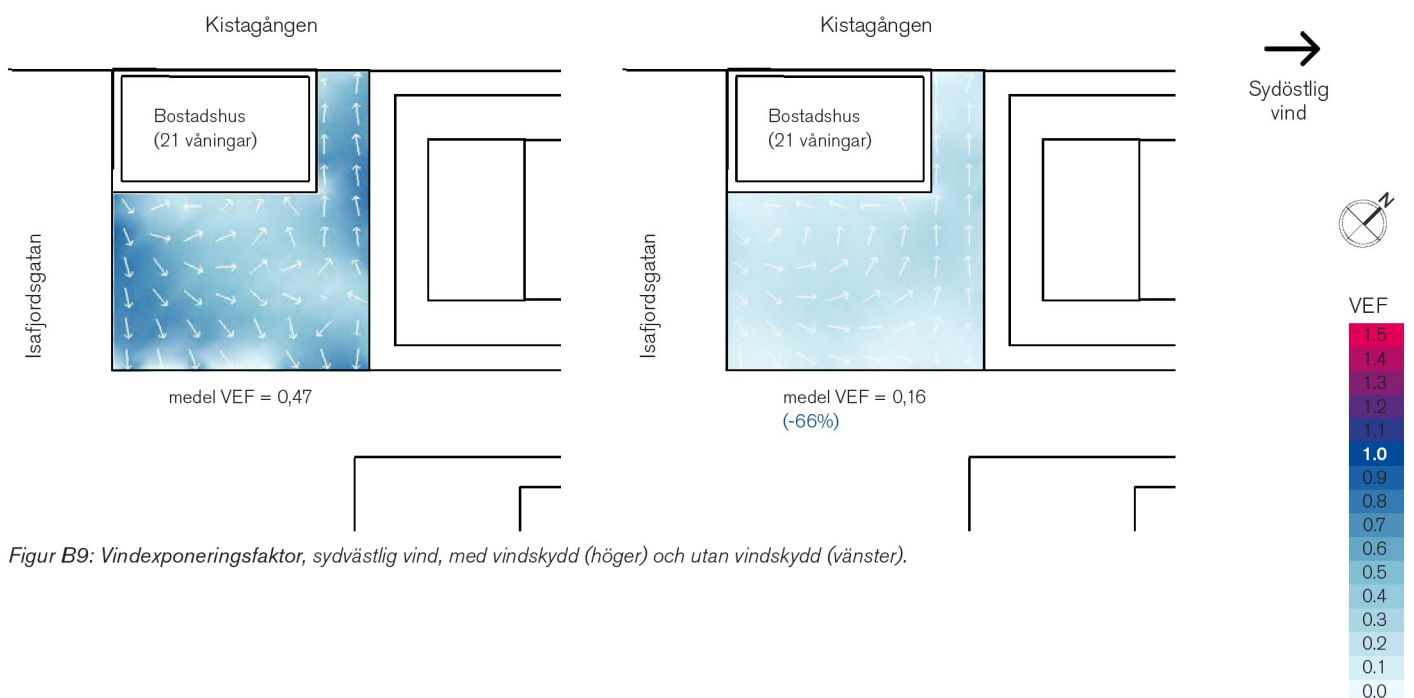 Kistagången
Bostadshus
(21 våningar)
Isafjordsgatan
medel VEF = 0,47
Kistagången
Bostadshus
(21 våningar)
Isafjordsgatan
medel VEF = 0,16
(-66%)
Sydöstlig
vind
N
VEF
1.5
1.4
1.3
1.2
1.1
1.0
0.9
0.8
0.7
0.6
0.5
0.4
0.3
0.2
0.1
0.0
Figur B9: Vindexponeringsfaktor, sydvästlig vind, med vindskydd (höger) och utan vindskydd (vänster).